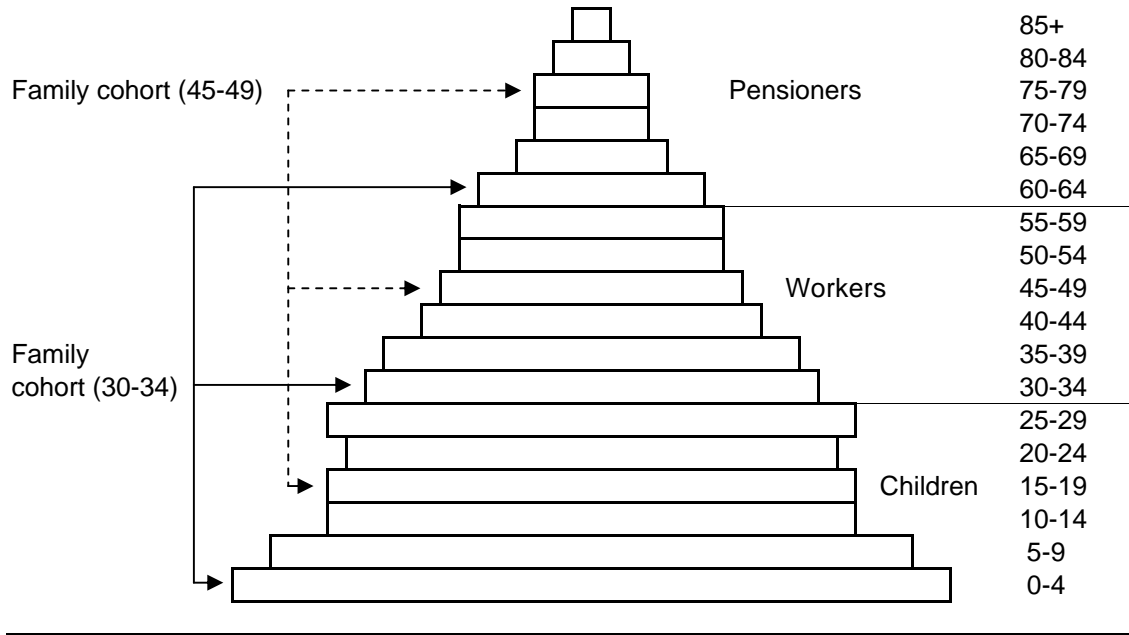 85+
80-84
Family cohort (45-49) Pensioners 75-79
70-74
65-69
60-64
55-59
50-54
Workers 45-49
40-44
Family 35-39
cohort (30-34) 30-34
25-29
20-24
Children 15-19
10-14
5-9
0-4